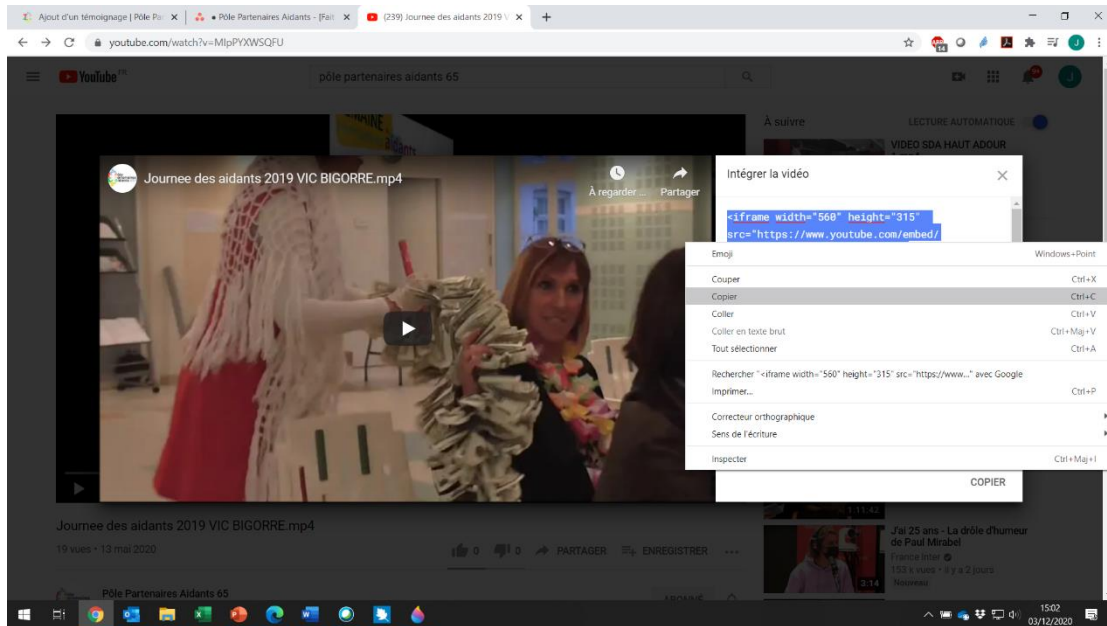 Ajout d'un témoignage | Pôle Pa
• Pôle Partenaires Aidants - [Fait
(239) Journee des aidants 2019 V
youtube.com/watch?v=MlpPYXWSQFU
14
J
YouTube FR
pôle partenaires aidants 65
9+
J
À suivre
LECTURE AUTOMATIQUE
VIDEO SDA HAUT ADOUR
Journee des aidants 2019 VIC BIGORRE.mp4
À regarder ...
Partager
Intégrer la vidéo
<iframe width="560" height="315"
src="https://www.youtube.com/embed/
Emoji Windows+Point
Couper Ctrl+X
Copier Ctrl+C
Coller Ctrl+V
Coller en texte brut Ctrl+Maj+V
Tout sélectionner Ctrl+A
Rechercher "<iframe width="560" height="315" src="https://www..." avec Google
Imprimer... Ctrl+P
Correcteur orthographique
Sens de l'écriture
Inspecter Ctrl+Maj+I
COPIER
1:11:42
Journee des aidants 2019 VIC BIGORRE.mp4
19 vues • 13 mai 2020
0
0
PARTAGER
ENREGISTRER
J'ai 25 ans - La drôle d'humeur
de Paul Mirabel
France Inter
153 k vues • il y a 2 jours
Nouveau
3:14
Pôle Partenaires Aidants 65
ABONNÉ
15:02
03/12/2020